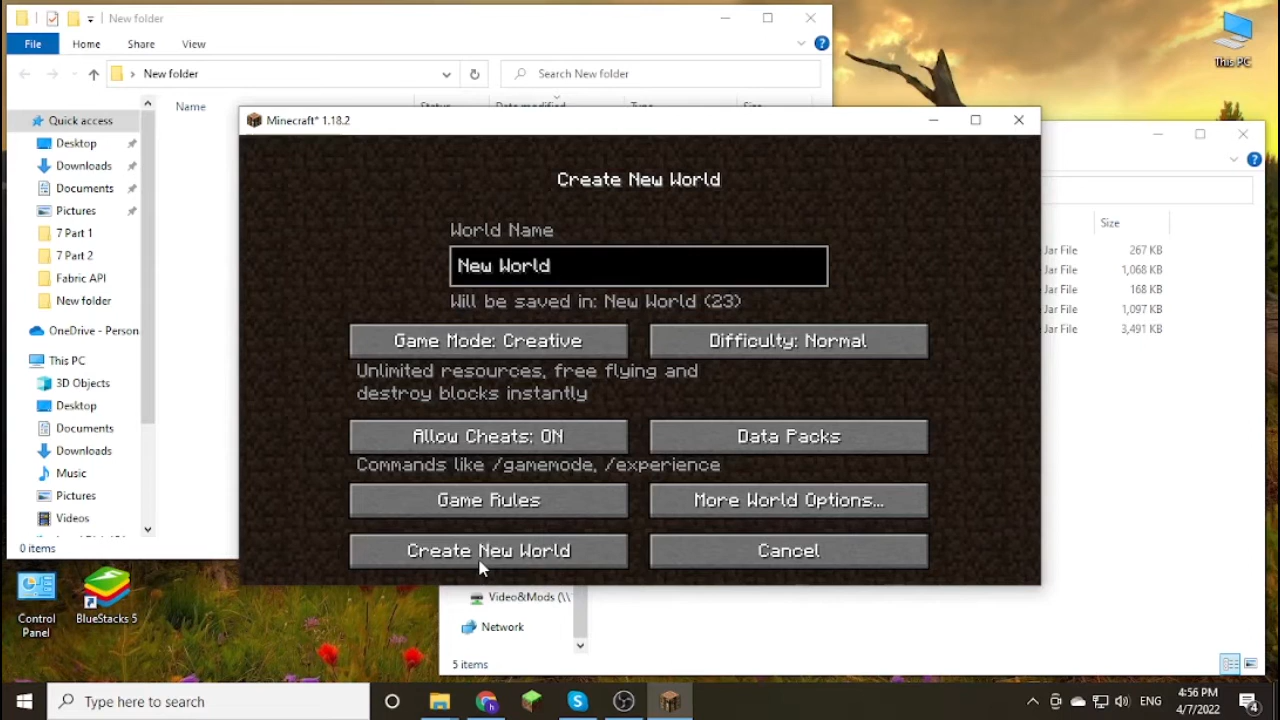 New folder
File Home Share View
New folder
Search New folder
Name
Quick access
Desktop
Downloads
Documents
Pictures
7 Part 1
7 Part 2
Fabric API
New folder
OneDrive - Person
This PC
3D Objects
Desktop
Documents
Downloads
Music
Pictures
Videos
0 items
Minecraft* 1.18.2
Create New World
World Name
New World
Will be saved in: New World (23)
Game Mode: Creative
Difficulty: Normal
Unlimited resources, free flying and
destroy blocks instantly
Allow Cheats: ON
Data Packs
Commands like /gamemode, /experience
Game Rules
More World Options...
Create New World
Cancel
Size
Jar File 267 KB
Jar File 1,068 KB
Jar File 168 KB
Jar File 1,097 KB
Jar File 3,491 KB
Video&Mods (\\
Network
5 items
This PC
Control
Panel
BlueStacks 5
Type here to search
ENG
4:56 PM
4/7/2022
4